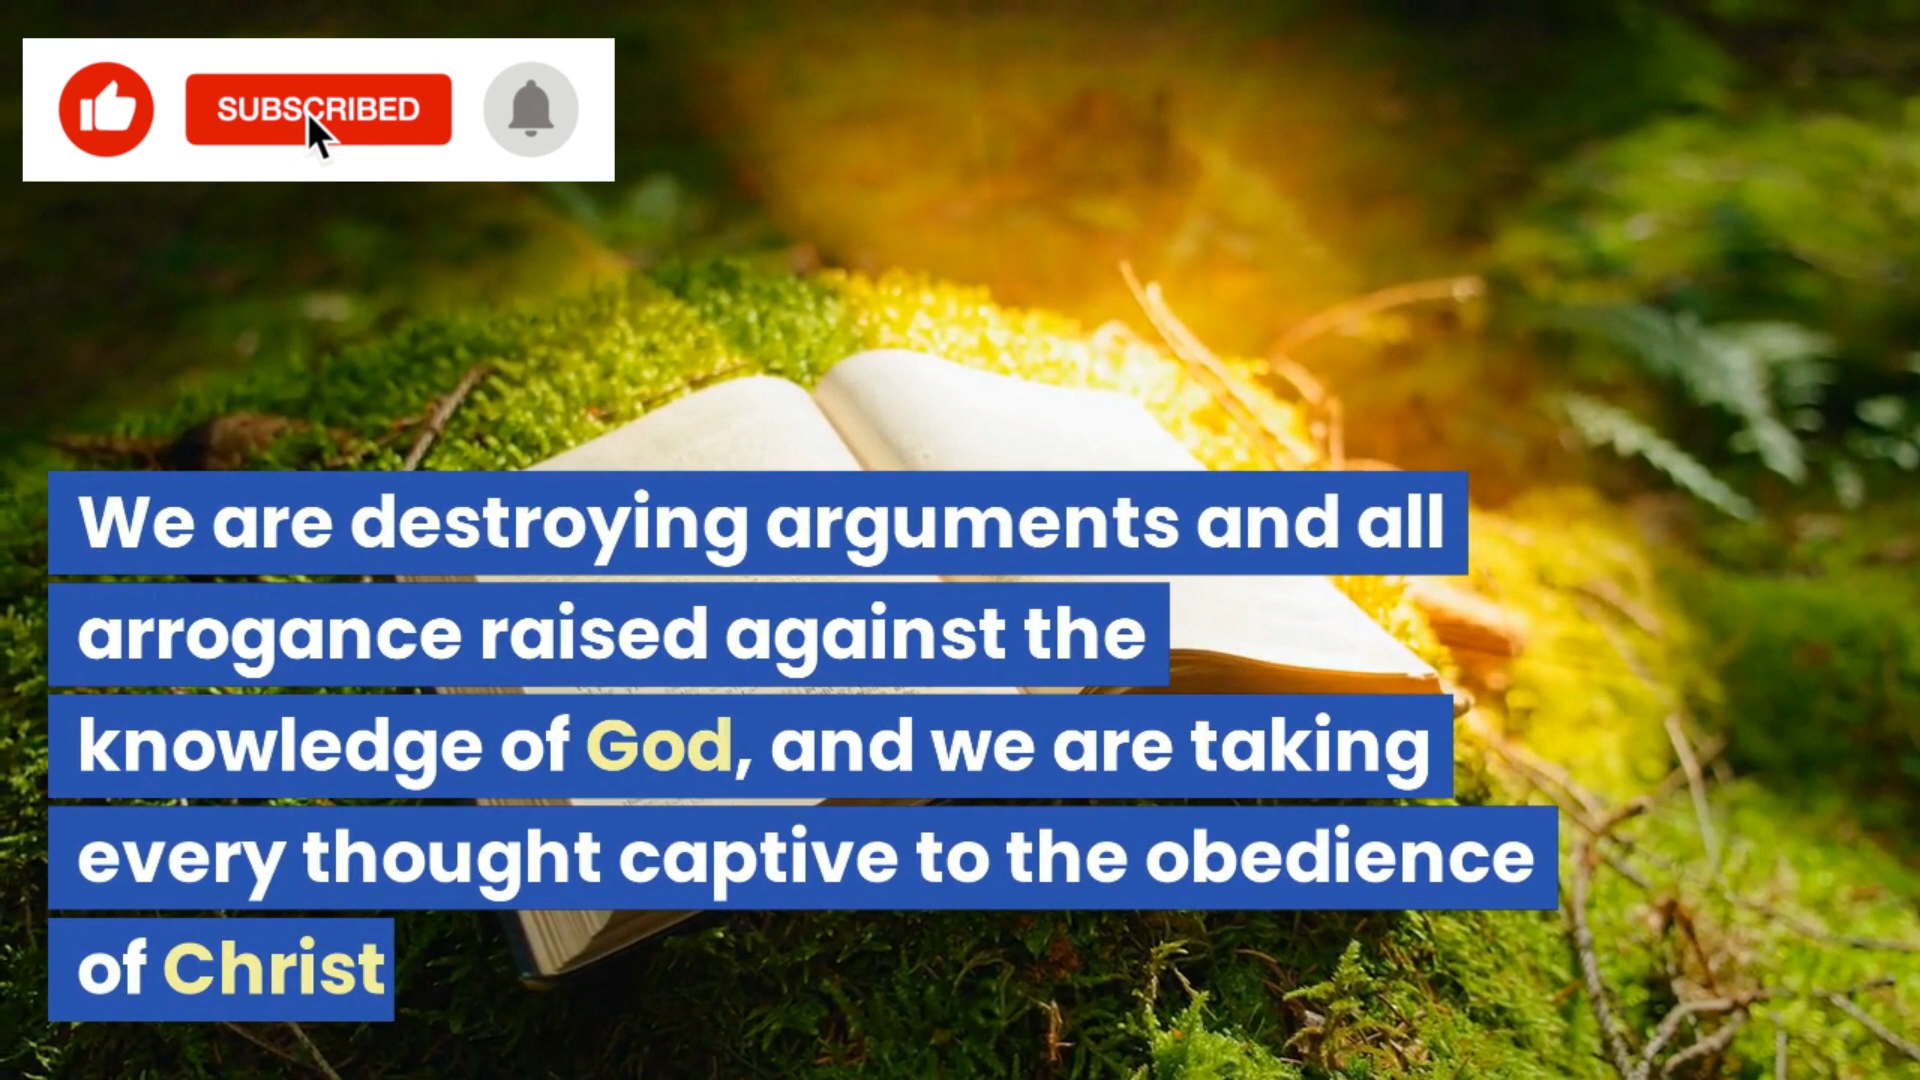 SUBSCRIBED
We are destroying arguments and all
arrogance raised against the
knowledge of God, and we are taking
every thought captive to the obedience
of Christ